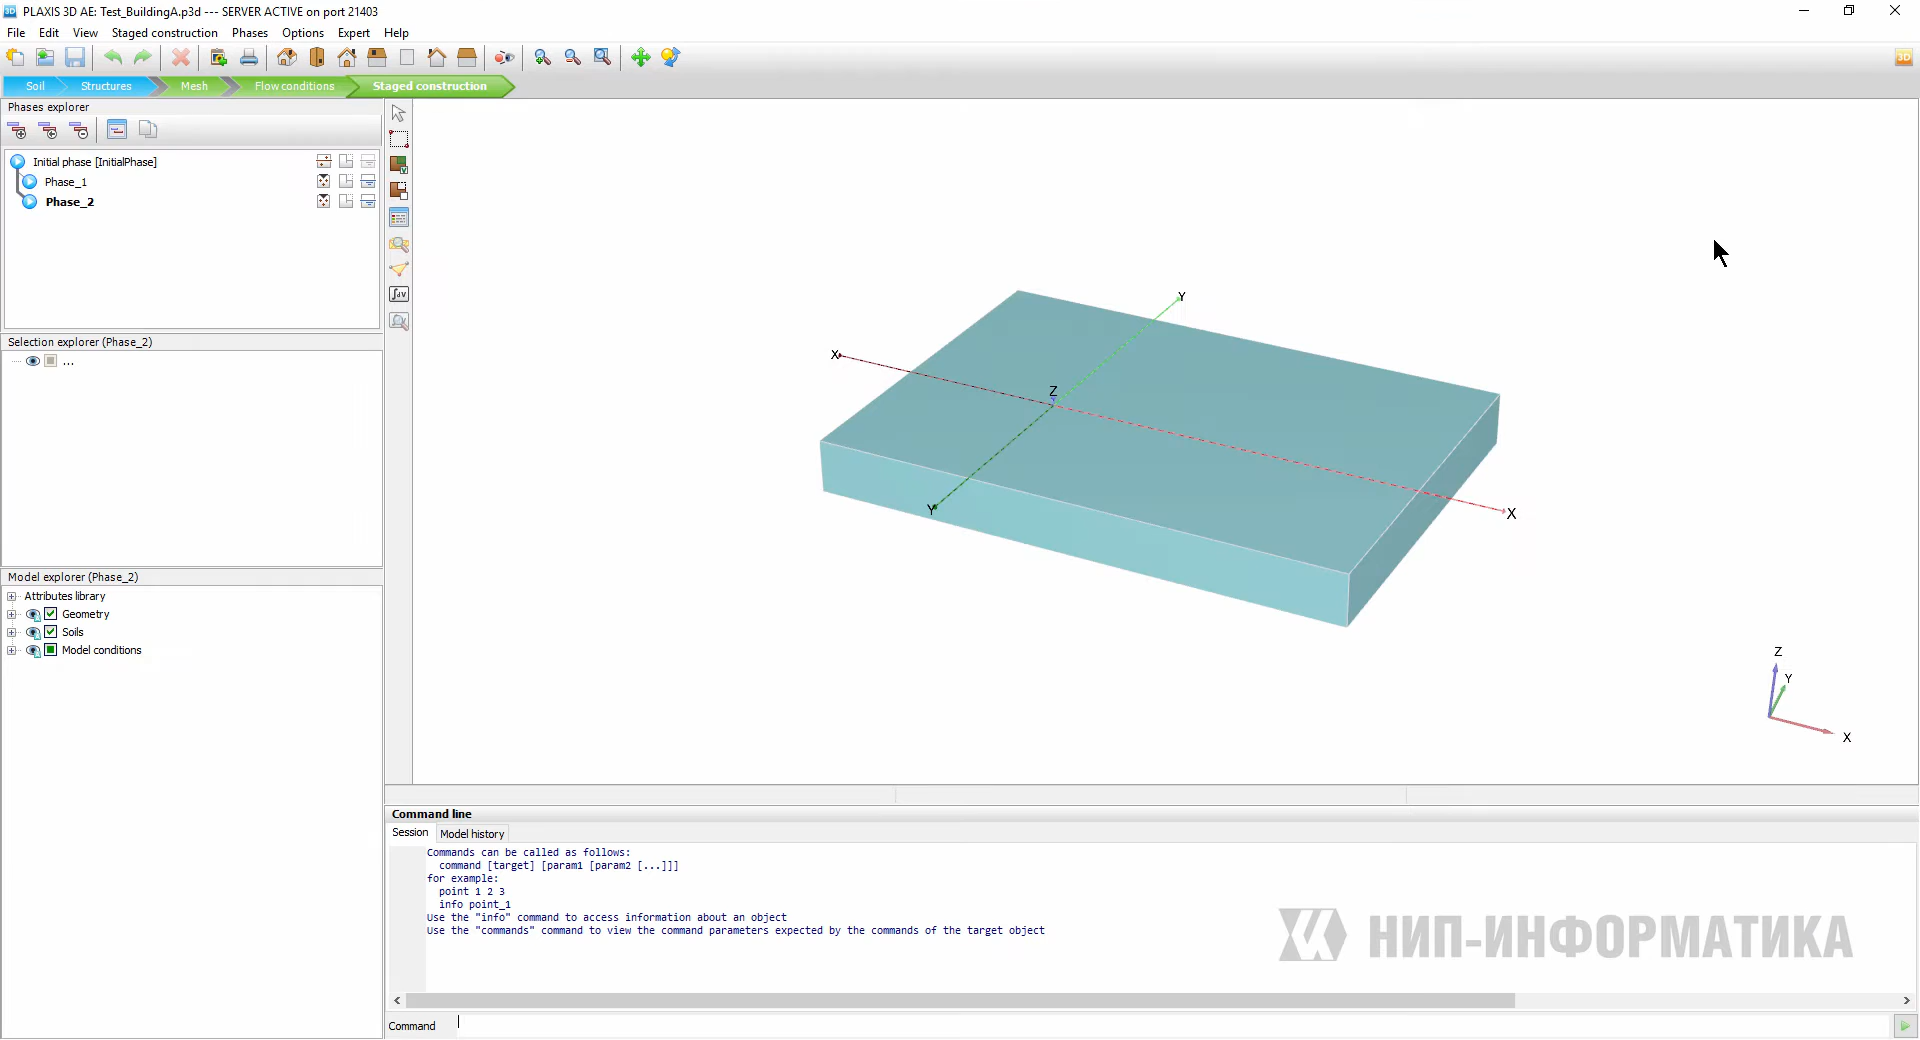 PLAXIS 3D AE: Test_BuildingA.p3d --- SERVER ACTIVE on port 21403
File Edit View Staged construction Phases Options Expert Help
3D
Soil Structures Mesh Flow conditions Staged construction
Phases explorer
Initial phase [InitialPhase]
Phase_1
Phase_2
Selection explorer (Phase_2)
...
Model explorer (Phase_2)
Attributes library
Geometry
Soils
Model conditions
Y
X
Z
Y
X
Z
Y
X
Command line
Session Model history
Commands can be called as follows:
command [target] [param1 [param2 [...]]]
for example:
point 1 2 3
info point_1
Use the "info" command to access information about an object
Use the "commands" command to view the command parameters expected by the commands of the target object
НИП-ИНФОРМАТИКА
Command